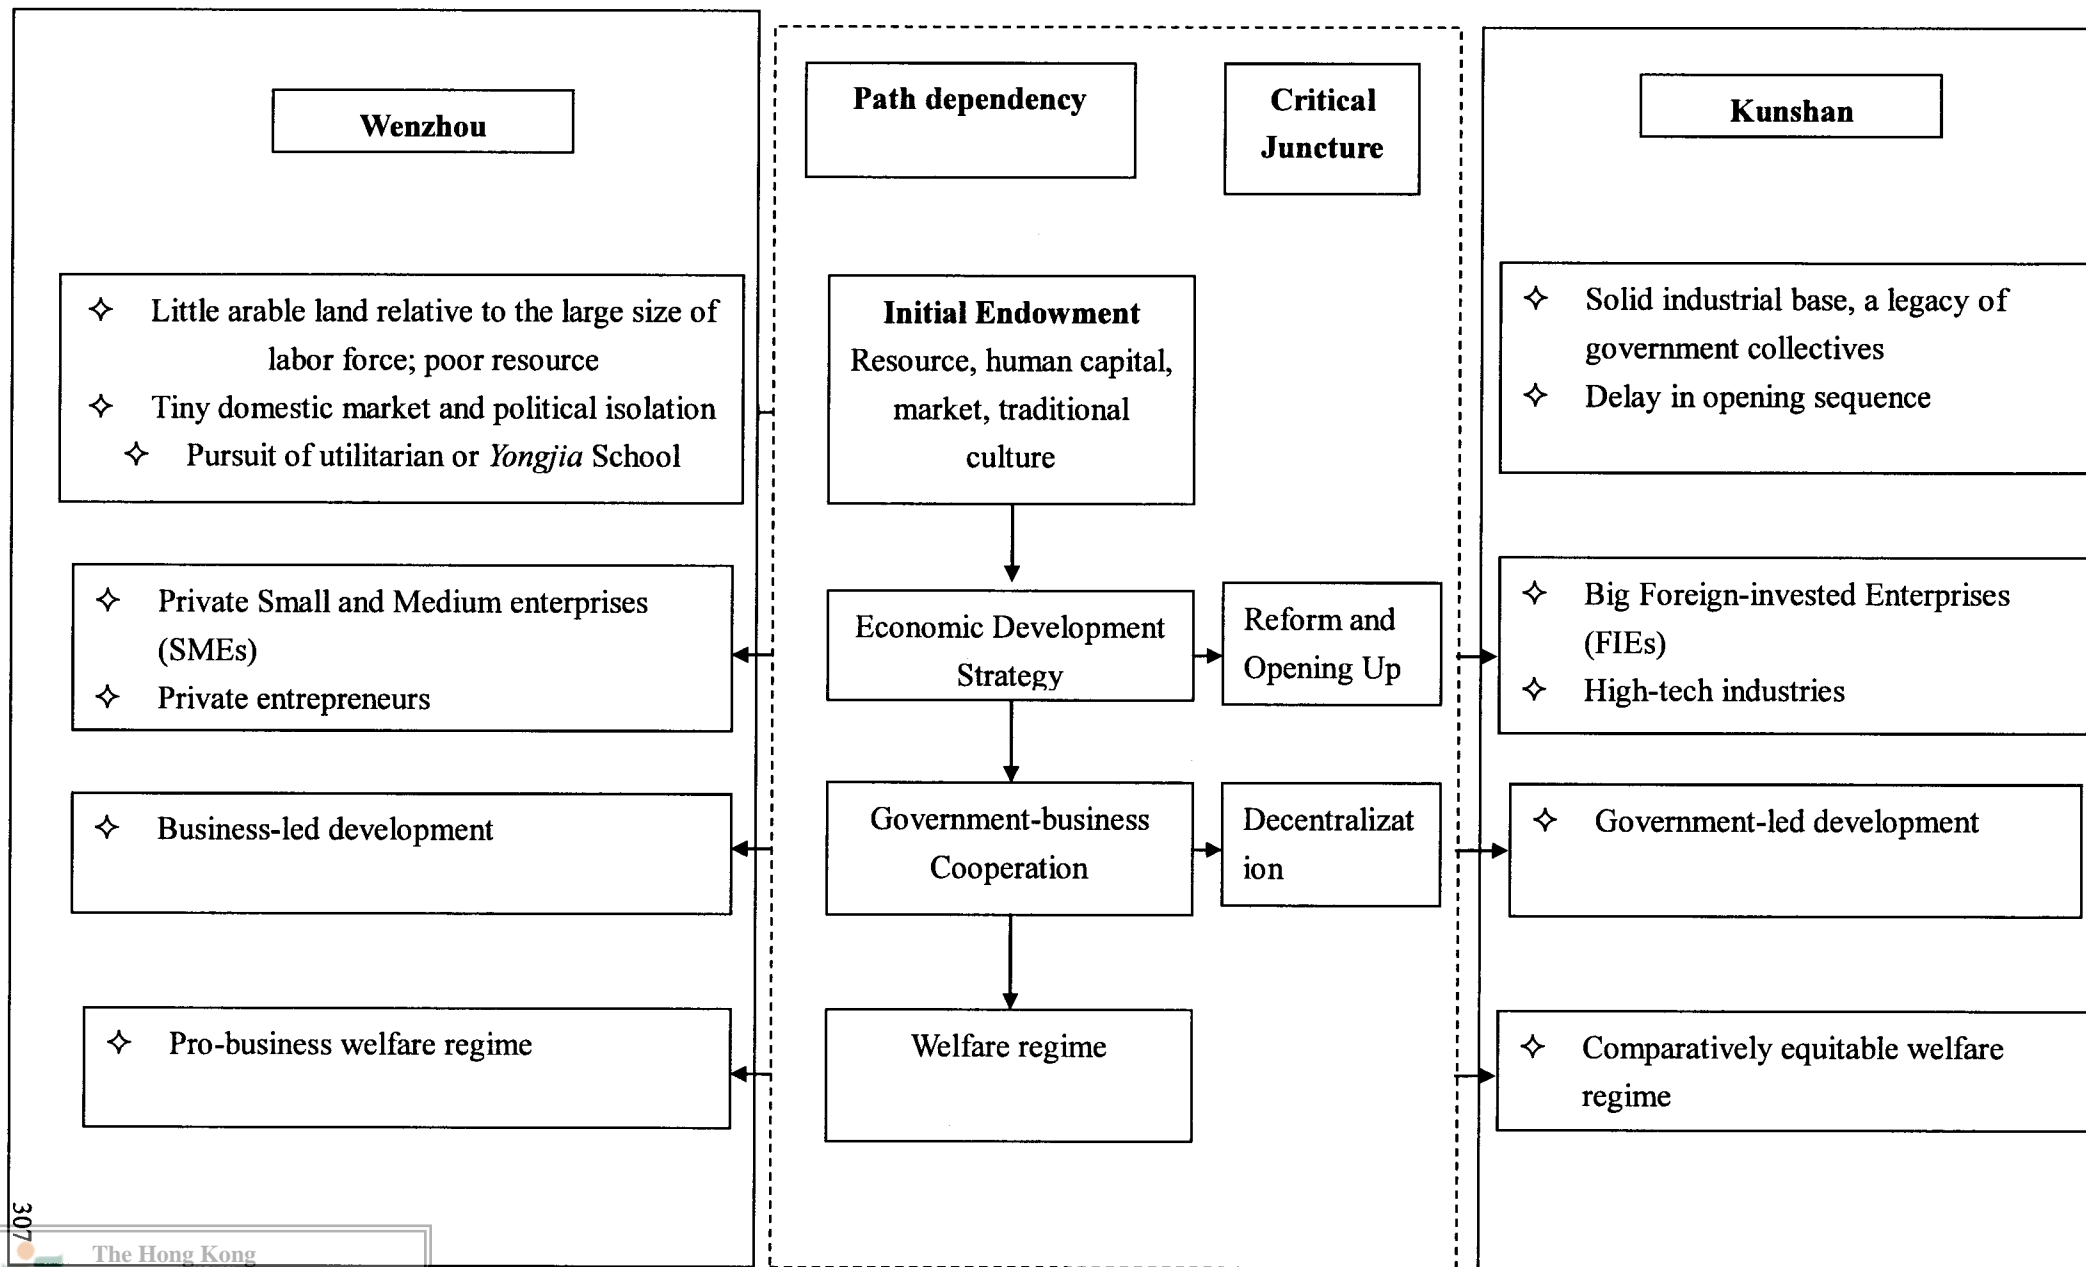 Wenzhou
Path dependency
Critical
Juncture
Kunshan
✧ Little arable land relative to the large size of
labor force; poor resource
✧ Tiny domestic market and political isolation
✧ Pursuit of utilitarian or Yongjia School
Initial Endowment
Resource, human capital,
market, traditional
culture
✧ Solid industrial base, a legacy of
government collectives
✧ Delay in opening sequence
✧ Private Small and Medium enterprises
(SMEs)
✧ Private entrepreneurs
Economic Development
Strategy
Reform and
Opening Up
✧ Big Foreign-invested Enterprises
(FIEs)
✧ High-tech industries
✧ Business-led development
Government-business
Cooperation
Decentralizat
ion
✧ Government-led development
✧ Pro-business welfare regime
Welfare regime
✧ Comparatively equitable welfare
regime
307
The Hong Kong